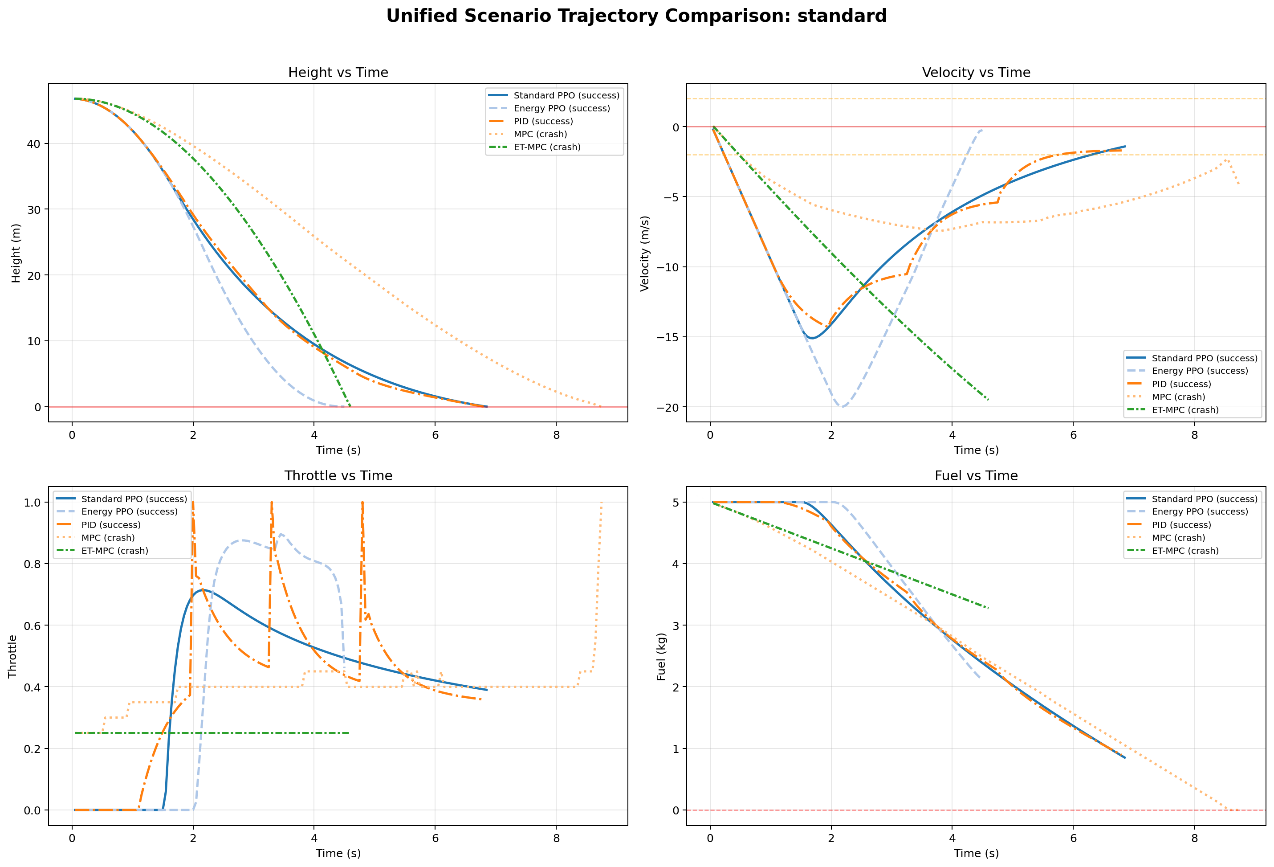 Unified Scenario Trajectory Comparison: standard
Height vs Time
Height (m)
40
30
20
10
0
0 2 4 6 8
Time (s)
Standard PPO (success)
Energy PPO (success)
PID (success)
MPC (crash)
ET-MPC (crash)
Velocity vs Time
Velocity (m/s)
0
−5
−10
−15
−20
0 2 4 6 8
Time (s)
Standard PPO (success)
Energy PPO (success)
PID (success)
MPC (crash)
ET-MPC (crash)
Throttle vs Time
Throttle
1.0
0.8
0.6
0.4
0.2
0.0
0 2 4 6 8
Time (s)
Standard PPO (success)
Energy PPO (success)
PID (success)
MPC (crash)
ET-MPC (crash)
Fuel vs Time
Fuel (kg)
5
4
3
2
1
0
0 2 4 6 8
Time (s)
Standard PPO (success)
Energy PPO (success)
PID (success)
MPC (crash)
ET-MPC (crash)